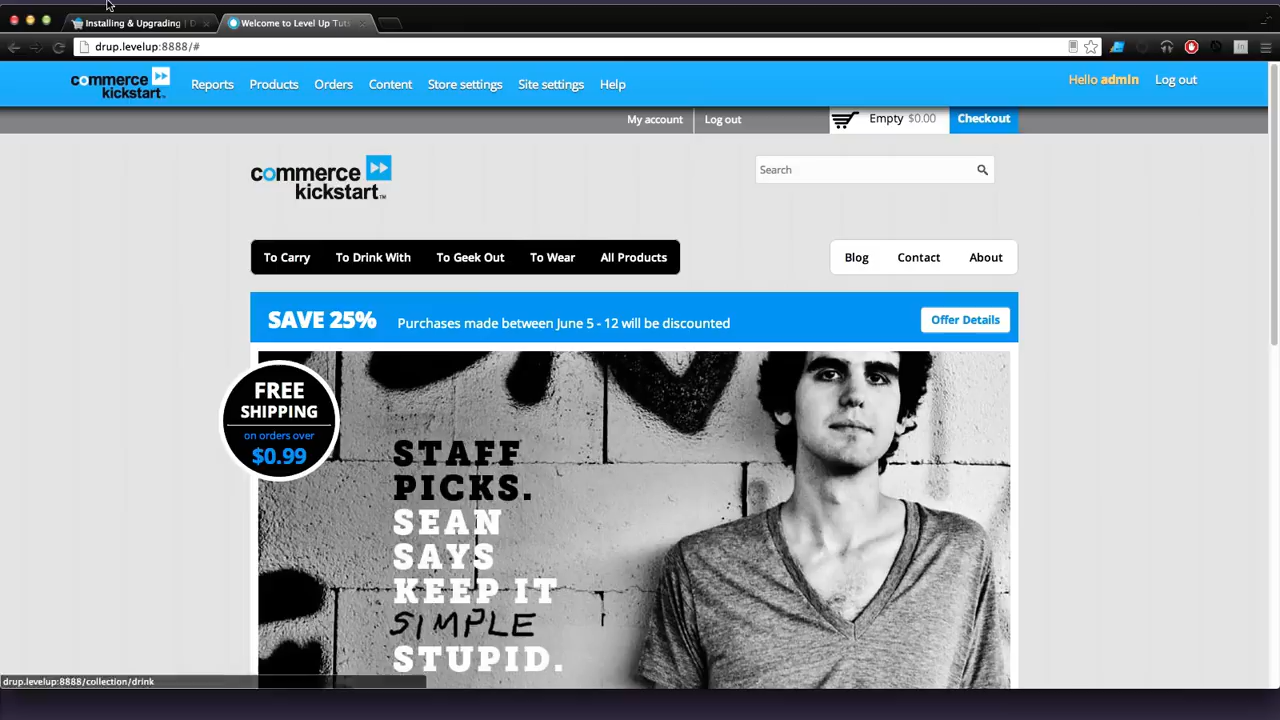 Installing & Upgrading | D
Welcome to Level Up Tuts
drup.levelup:8888/#
commerce kickstart™
Reports Products Orders Content Store settings Site settings Help
Hello admin Log out
My account Log out
Empty $0.00 Checkout
commerce
kickstart™
Search
To Carry To Drink With To Geek Out To Wear All Products
Blog Contact About
SAVE 25% Purchases made between June 5 - 12 will be discounted
Offer Details
FREE
SHIPPING
on orders over
$0.99
STAFF
PICKS.
SEAN
SAYS
KEEP IT
SIMPLE
STUPID.
drup.levelup:8888/collection/drink